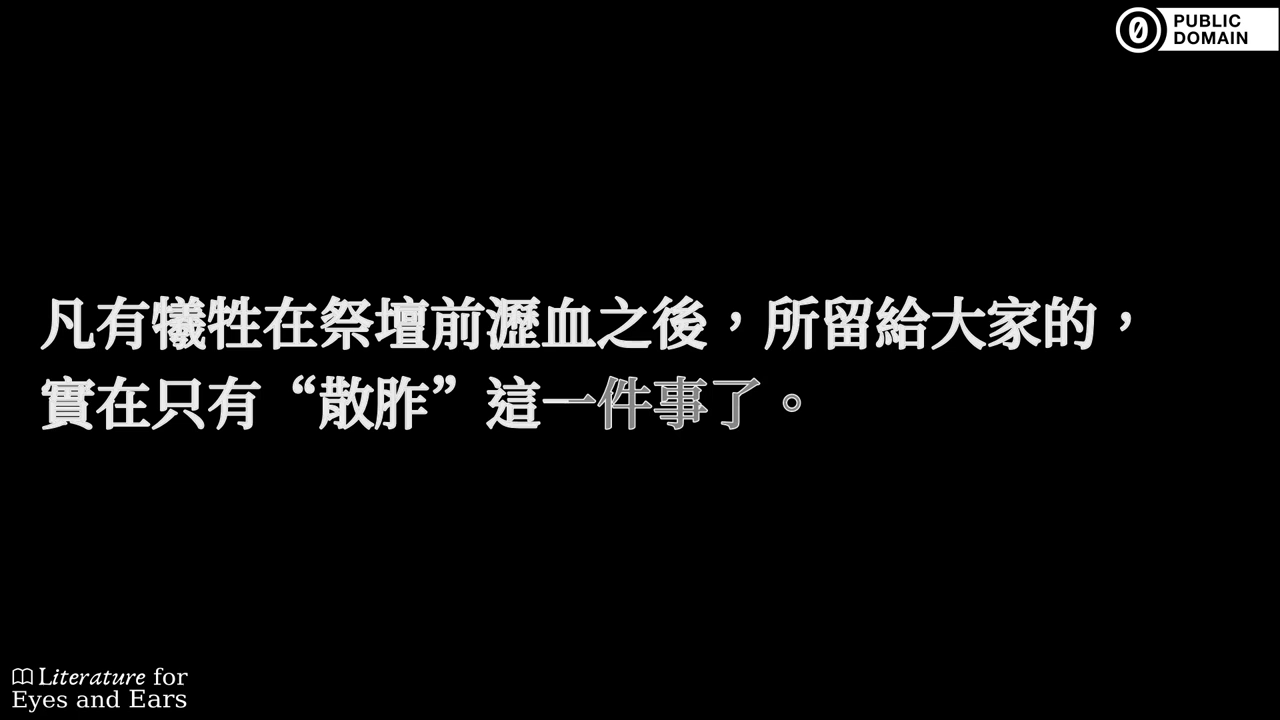 PUBLIC
DOMAIN
凡有犧牲在祭壇前瀝血之後，所留給大家的，
實在只有“散胙”這一件事了。
Literature for
Eyes and Ears